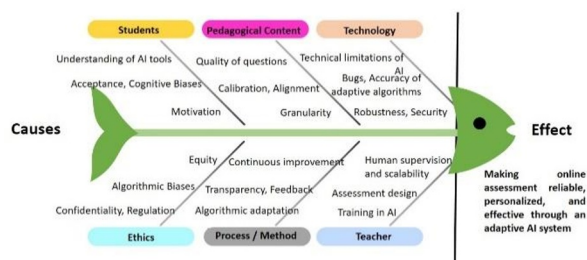 Students
Pedagogical Content
Technology
Understanding of AI tools
Quality of questions
Technical limitations of
AI
Acceptance, Cognitive Biases
Calibration, Alignment
Bugs, Accuracy of
adaptive algorithms
Motivation
Granularity
Robustness, Security
Causes
Effect
Equity
Continuous improvement
Human supervision
and scalability
Algorithmic Biases
Transparency, Feedback
Assessment design
Confidentiality, Regulation
Algorithmic adaptation
Training in AI
Making online
assessment reliable,
personalized, and
effective through an
adaptive AI system
Ethics
Process / Method
Teacher